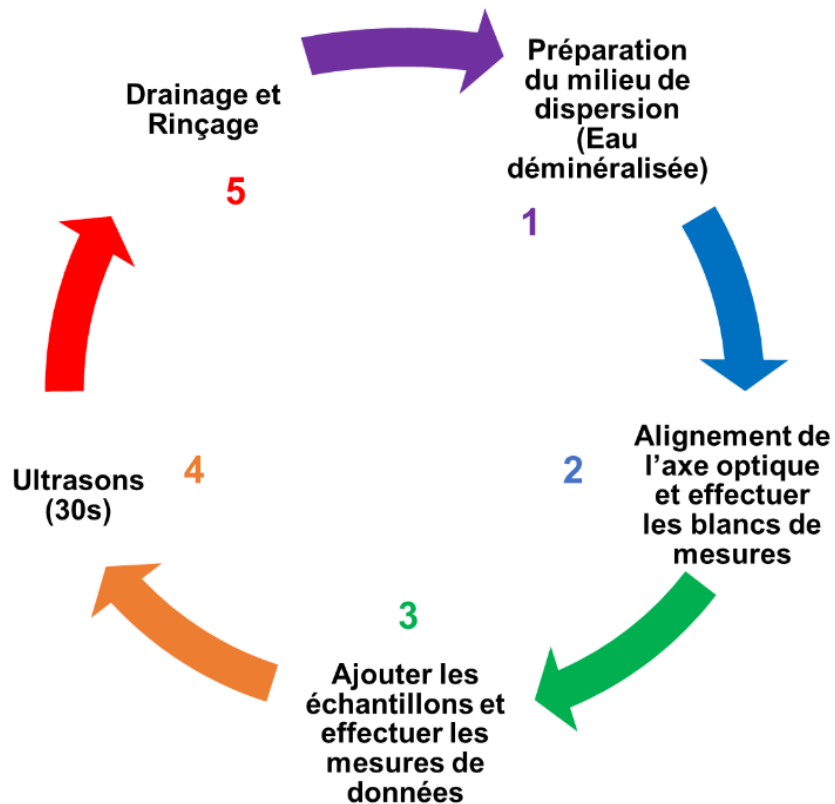 Préparation
du milieu de
dispersion
(Eau
déminéralisée)
1
Alignement de
l'axe optique
et effectuer
les blancs de
mesures
2
3
Ajouter les
échantillons et
effectuer les
mesures de
données
4
Ultrasons
(30s)
Drainage et
Rinçage
5